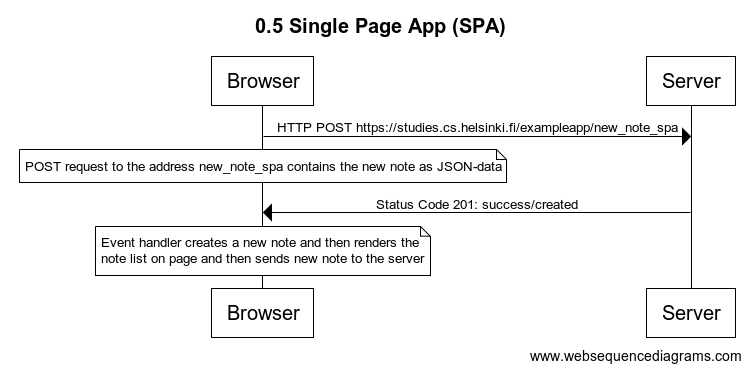 0.5 Single Page App (SPA)
Browser
Server
HTTP POST https://studies.cs.helsinki.fi/exampleapp/new_note_spa
POST request to the address new_note_spa contains the new note as JSON-data
Status Code 201: success/created
Event handler creates a new note and then renders the
note list on page and then sends new note to the server
Browser
Server
www.websequencediagrams.com